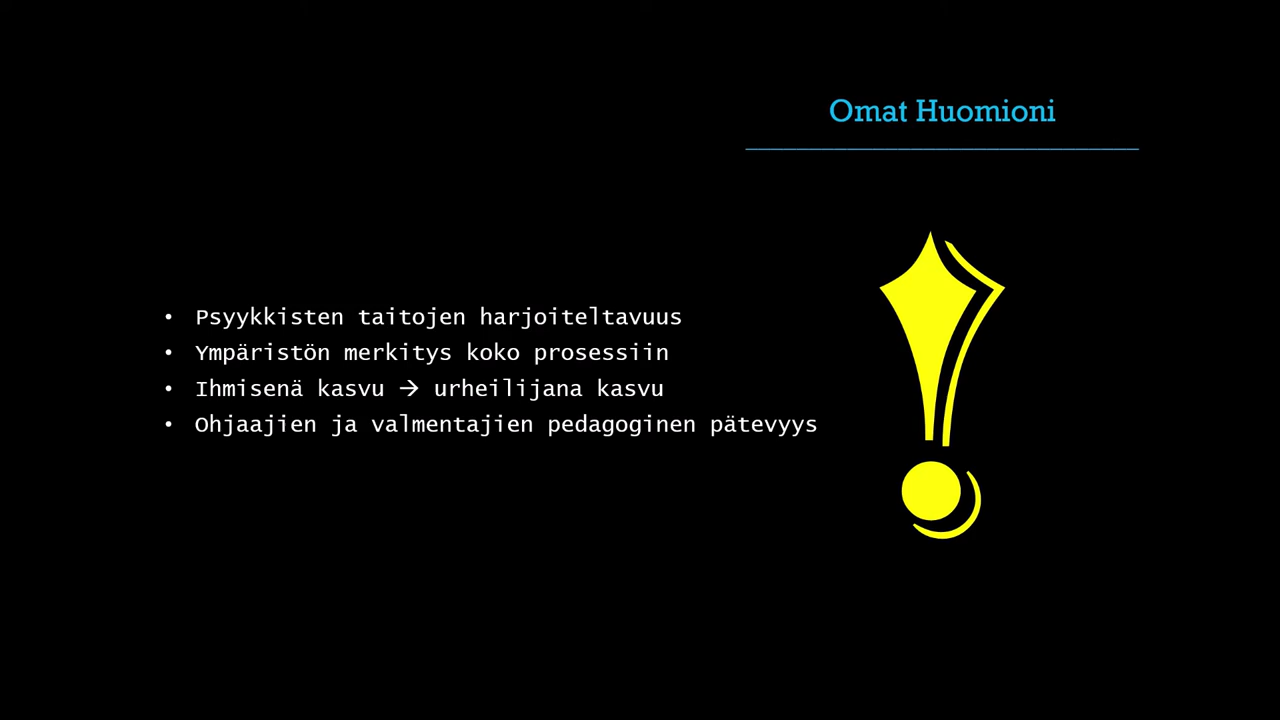 Omat Huomioni
• Psyykkisten taitojen harjoiteltavuus
• Ympäristön merkitys koko prosessiin
• Ihmisenä kasvu → urheilijana kasvu
• Ohjaajien ja valmentajien pedagoginen pätevyys